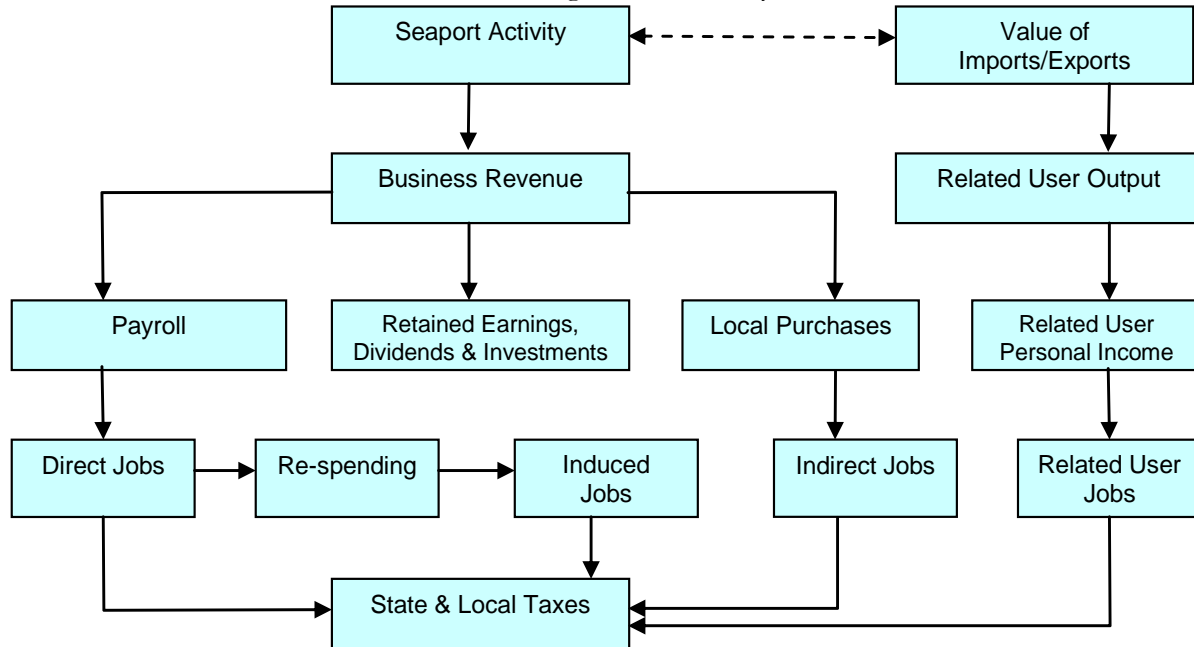 Seaport Activity
Value of
Imports/Exports
Business Revenue
Related User Output
Payroll
Retained Earnings,
Dividends & Investments
Local Purchases
Related User
Personal Income
Direct Jobs
Re-spending
Induced
Jobs
Indirect Jobs
Related User
Jobs
State & Local Taxes